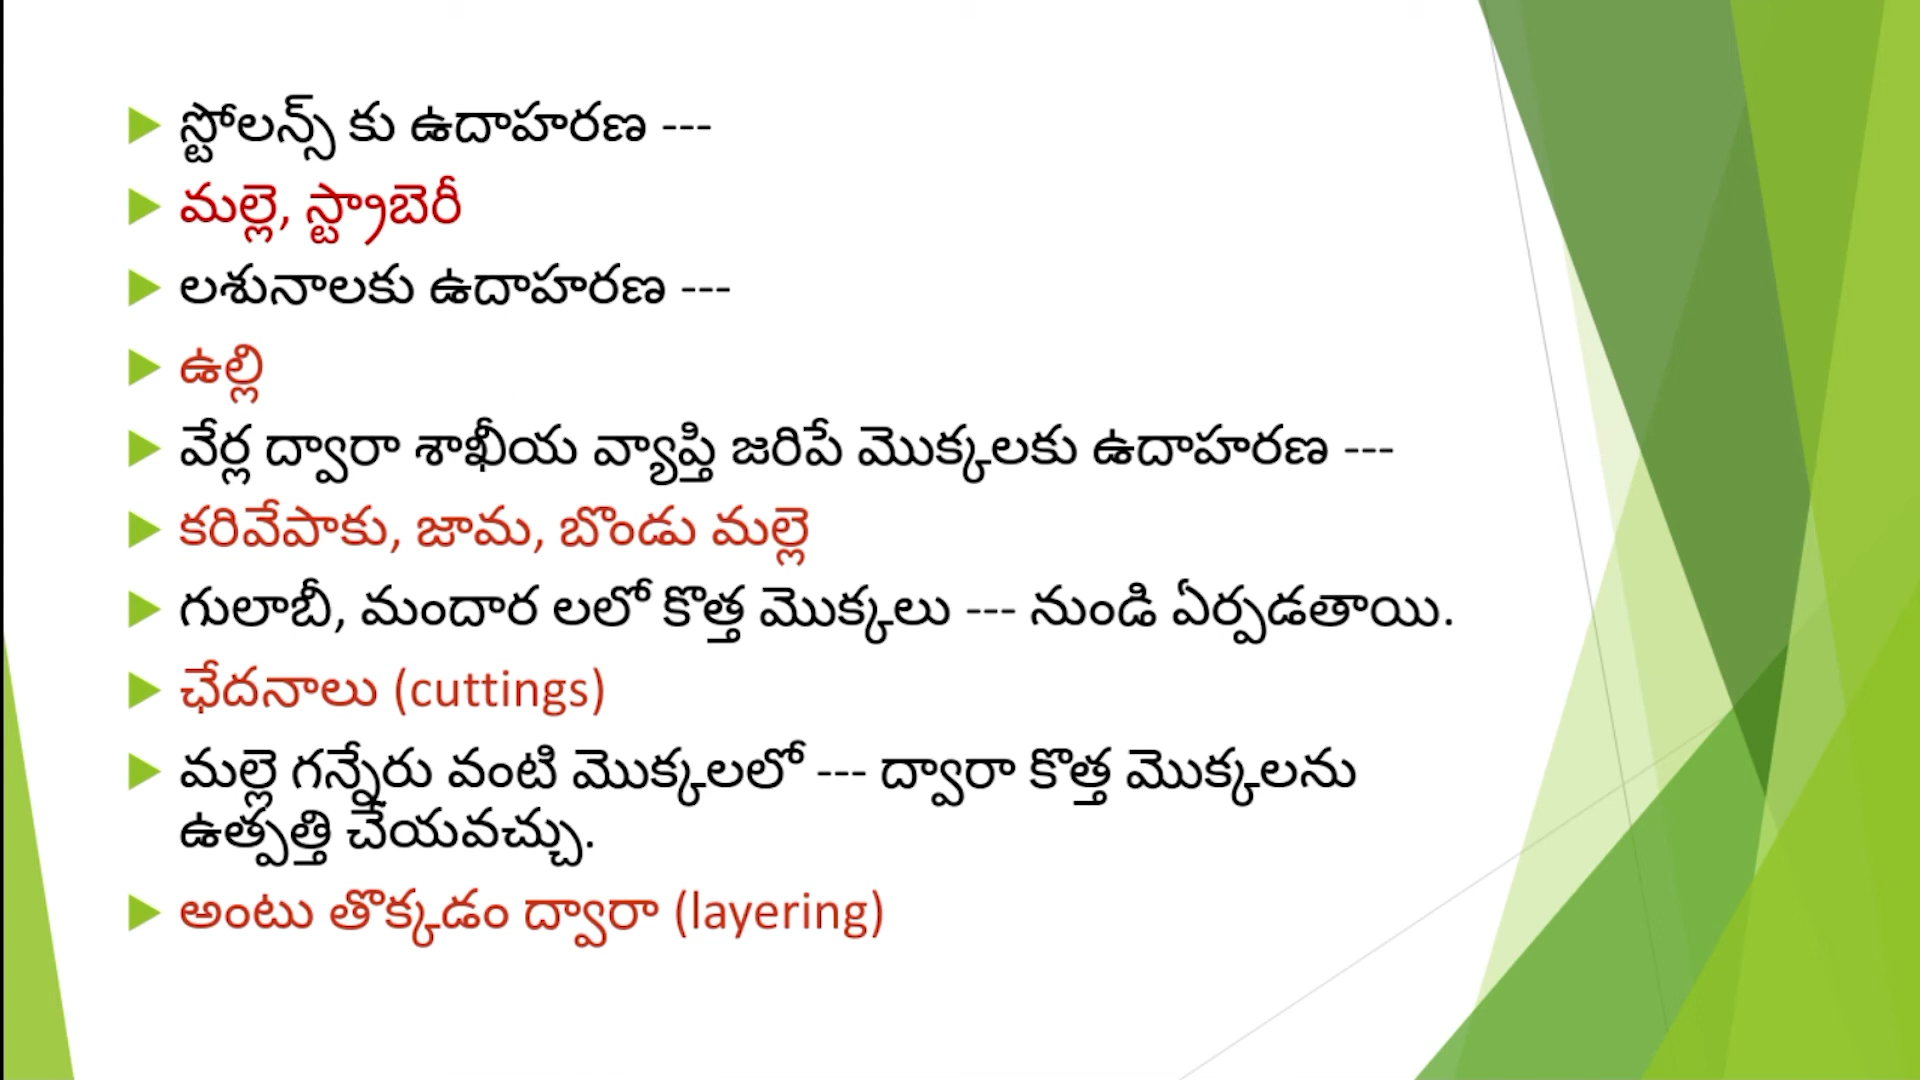 స్టోలన్స్ కు ఉదాహరణ ---
మల్లె, స్ట్రాబెరీ
లశునాలకు ఉదాహరణ ---
ఉల్లి
వేర్ల ద్వారా శాఖీయ వ్యాప్తి జరిపే మొక్కలకు ఉదాహరణ ---
కరివేపాకు, జామ, బొండు మల్లె
గులాబీ, మందార లలో కొత్త మొక్కలు --- నుండి ఏర్పడతాయి.
ఛేదనాలు (cuttings)
మల్లె గన్నేరు వంటి మొక్కలలో --- ద్వారా కొత్త మొక్కలను
ఉత్పత్తి చేయవచ్చు.
అంటు తొక్కడం ద్వారా (layering)